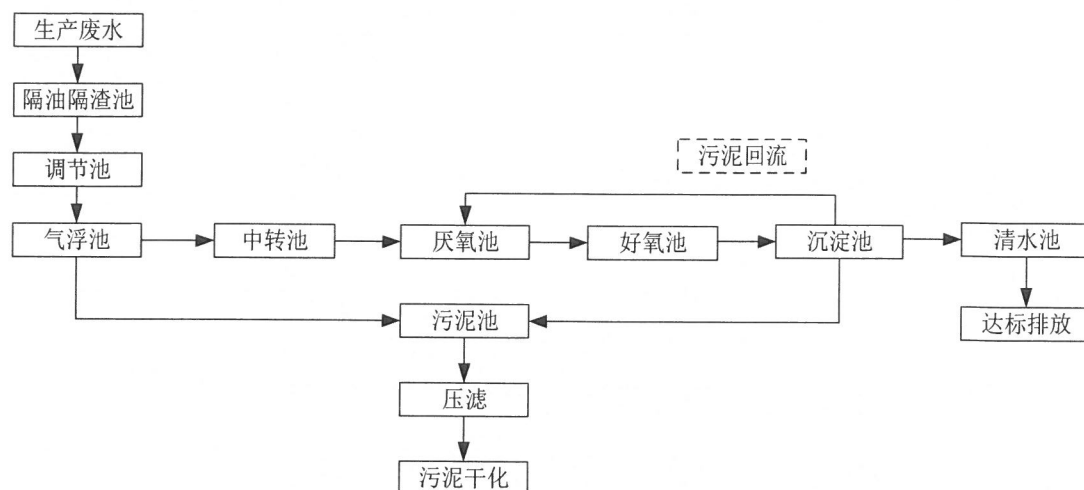 生产废水
隔油隔渣池
调节池
污泥回流
气浮池
中转池
厌氧池
好氧池
沉淀池
清水池
污泥池
达标排放
压滤
污泥干化